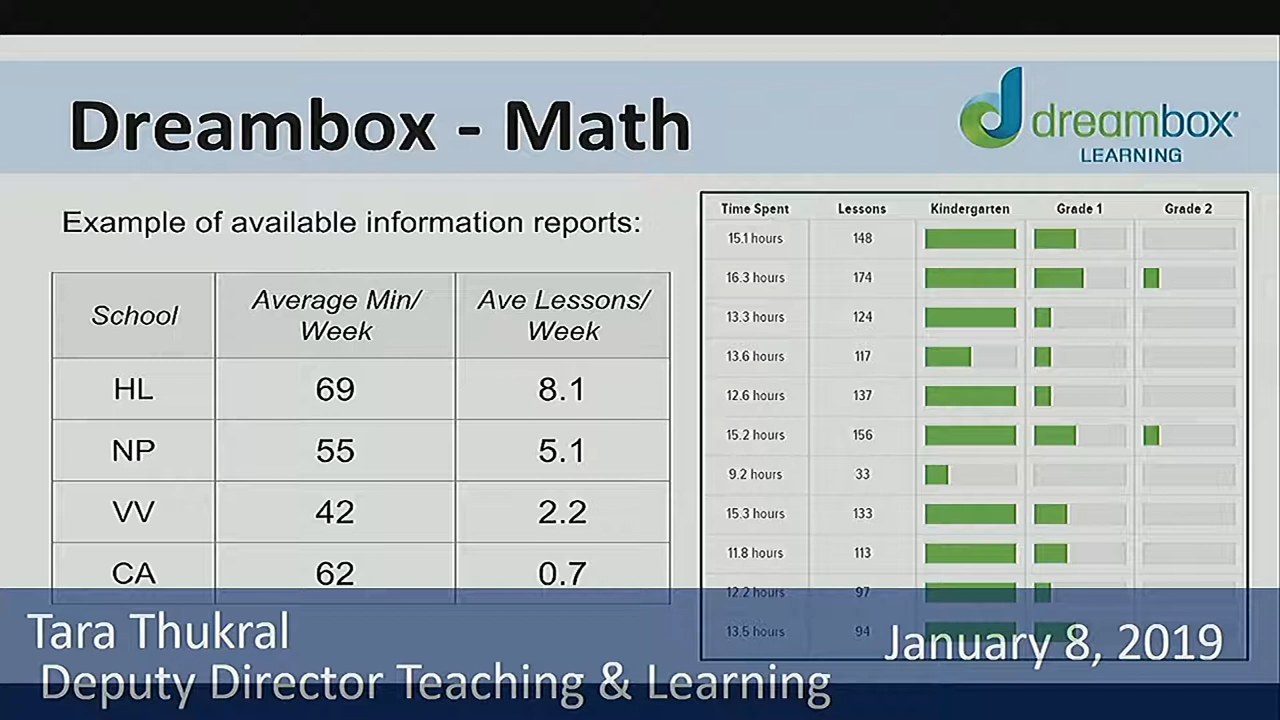 Dreambox - Math
dreambox
LEARNING
Example of available information reports:
School Average Min/ Week Ave Lessons/ Week
HL 69 8.1
NP 55 5.1
VV 42 2.2
CA 62 0.7
Time Spent Lessons Kindergarten Grade 1 Grade 2
15.1 hours 148
16.3 hours 174
13.3 hours 124
13.6 hours 117
12.6 hours 137
15.2 hours 156
9.2 hours 33
15.3 hours 133
11.8 hours 113
12.2 hours 97
13.5 hours 94
Tara Thukral
Deputy Director Teaching & Learning
January 8, 2019